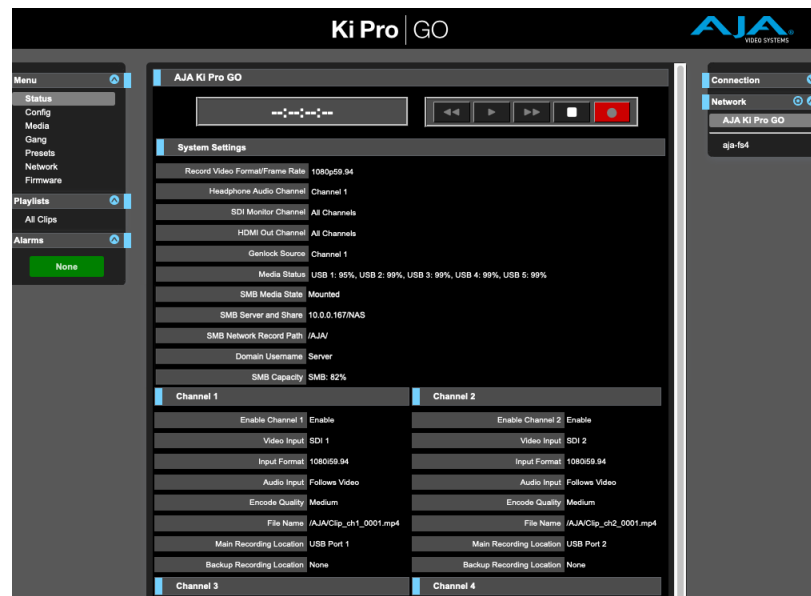 Ki Pro GO
AJA
VIDEO SYSTEMS
Menu
Status
Config
Media
Gang
Presets
Network
Firmware
Playlists
All Clips
Alarms
None
AJA Ki Pro GO
--:--:--:--
System Settings
Record Video Format/Frame Rate 1080p59.94
Headphone Audio Channel Channel 1
SDI Monitor Channel All Channels
HDMI Out Channel All Channels
Genlock Source Channel 1
Media Status USB 1: 95%, USB 2: 99%, USB 3: 99%, USB 4: 99%, USB 5: 99%
SMB Media State Mounted
SMB Server and Share 10.0.0.167/NAS
SMB Network Record Path /AJA/
Domain Username Server
SMB Capacity SMB: 82%
Channel 1
Enable Channel 1 Enable
Video Input SDI 1
Input Format 1080i59.94
Audio Input Follows Video
Encode Quality Medium
File Name /AJA/Clip_ch1_0001.mp4
Main Recording Location USB Port 1
Backup Recording Location None
Channel 2
Enable Channel 2 Enable
Video Input SDI 2
Input Format 1080i59.94
Audio Input Follows Video
Encode Quality Medium
File Name /AJA/Clip_ch2_0001.mp4
Main Recording Location USB Port 2
Backup Recording Location None
Channel 3
Channel 4
Connection
Network
AJA Ki Pro GO
aja-fs4